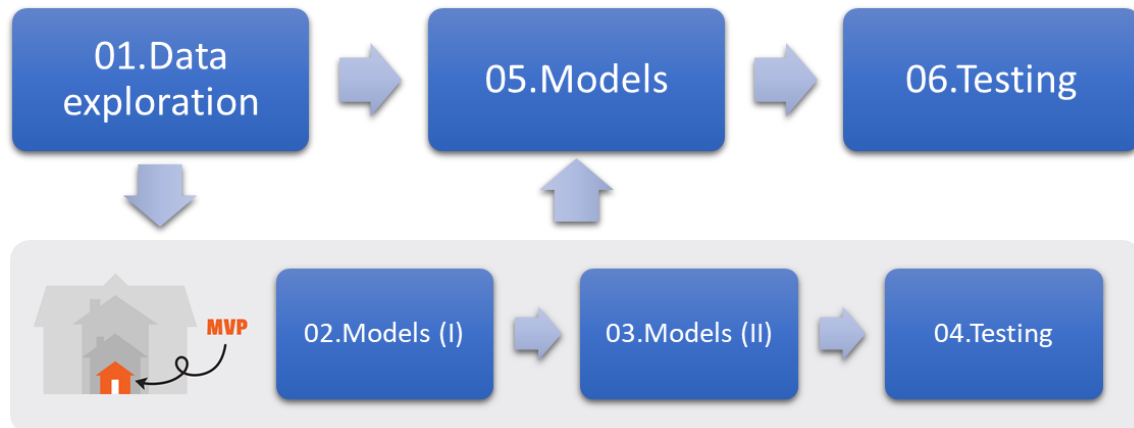 01.Data
exploration
05.Models
06.Testing
MVP
02.Models (I)
03.Models (II)
04.Testing